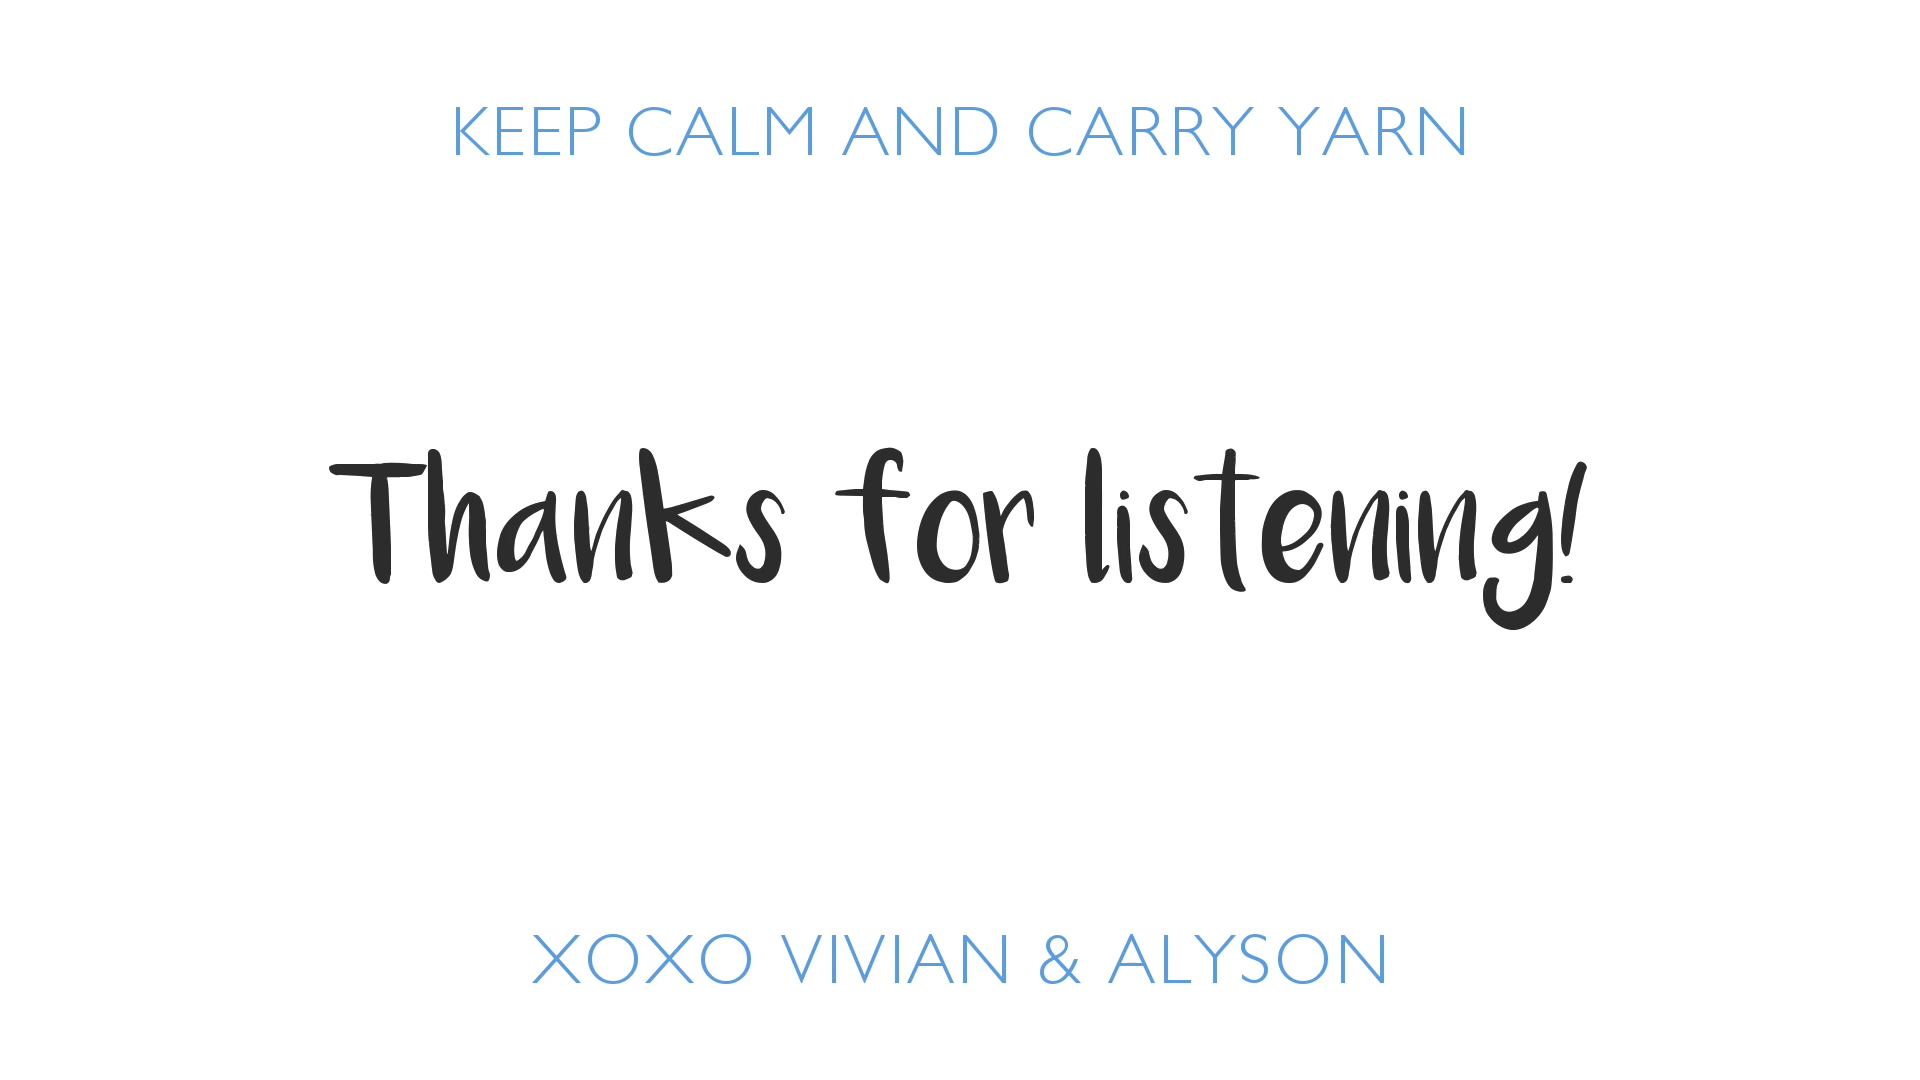 KEEP CALM AND CARRY YARN
Thanks for listening!
XOXO VIVIAN & ALYSON